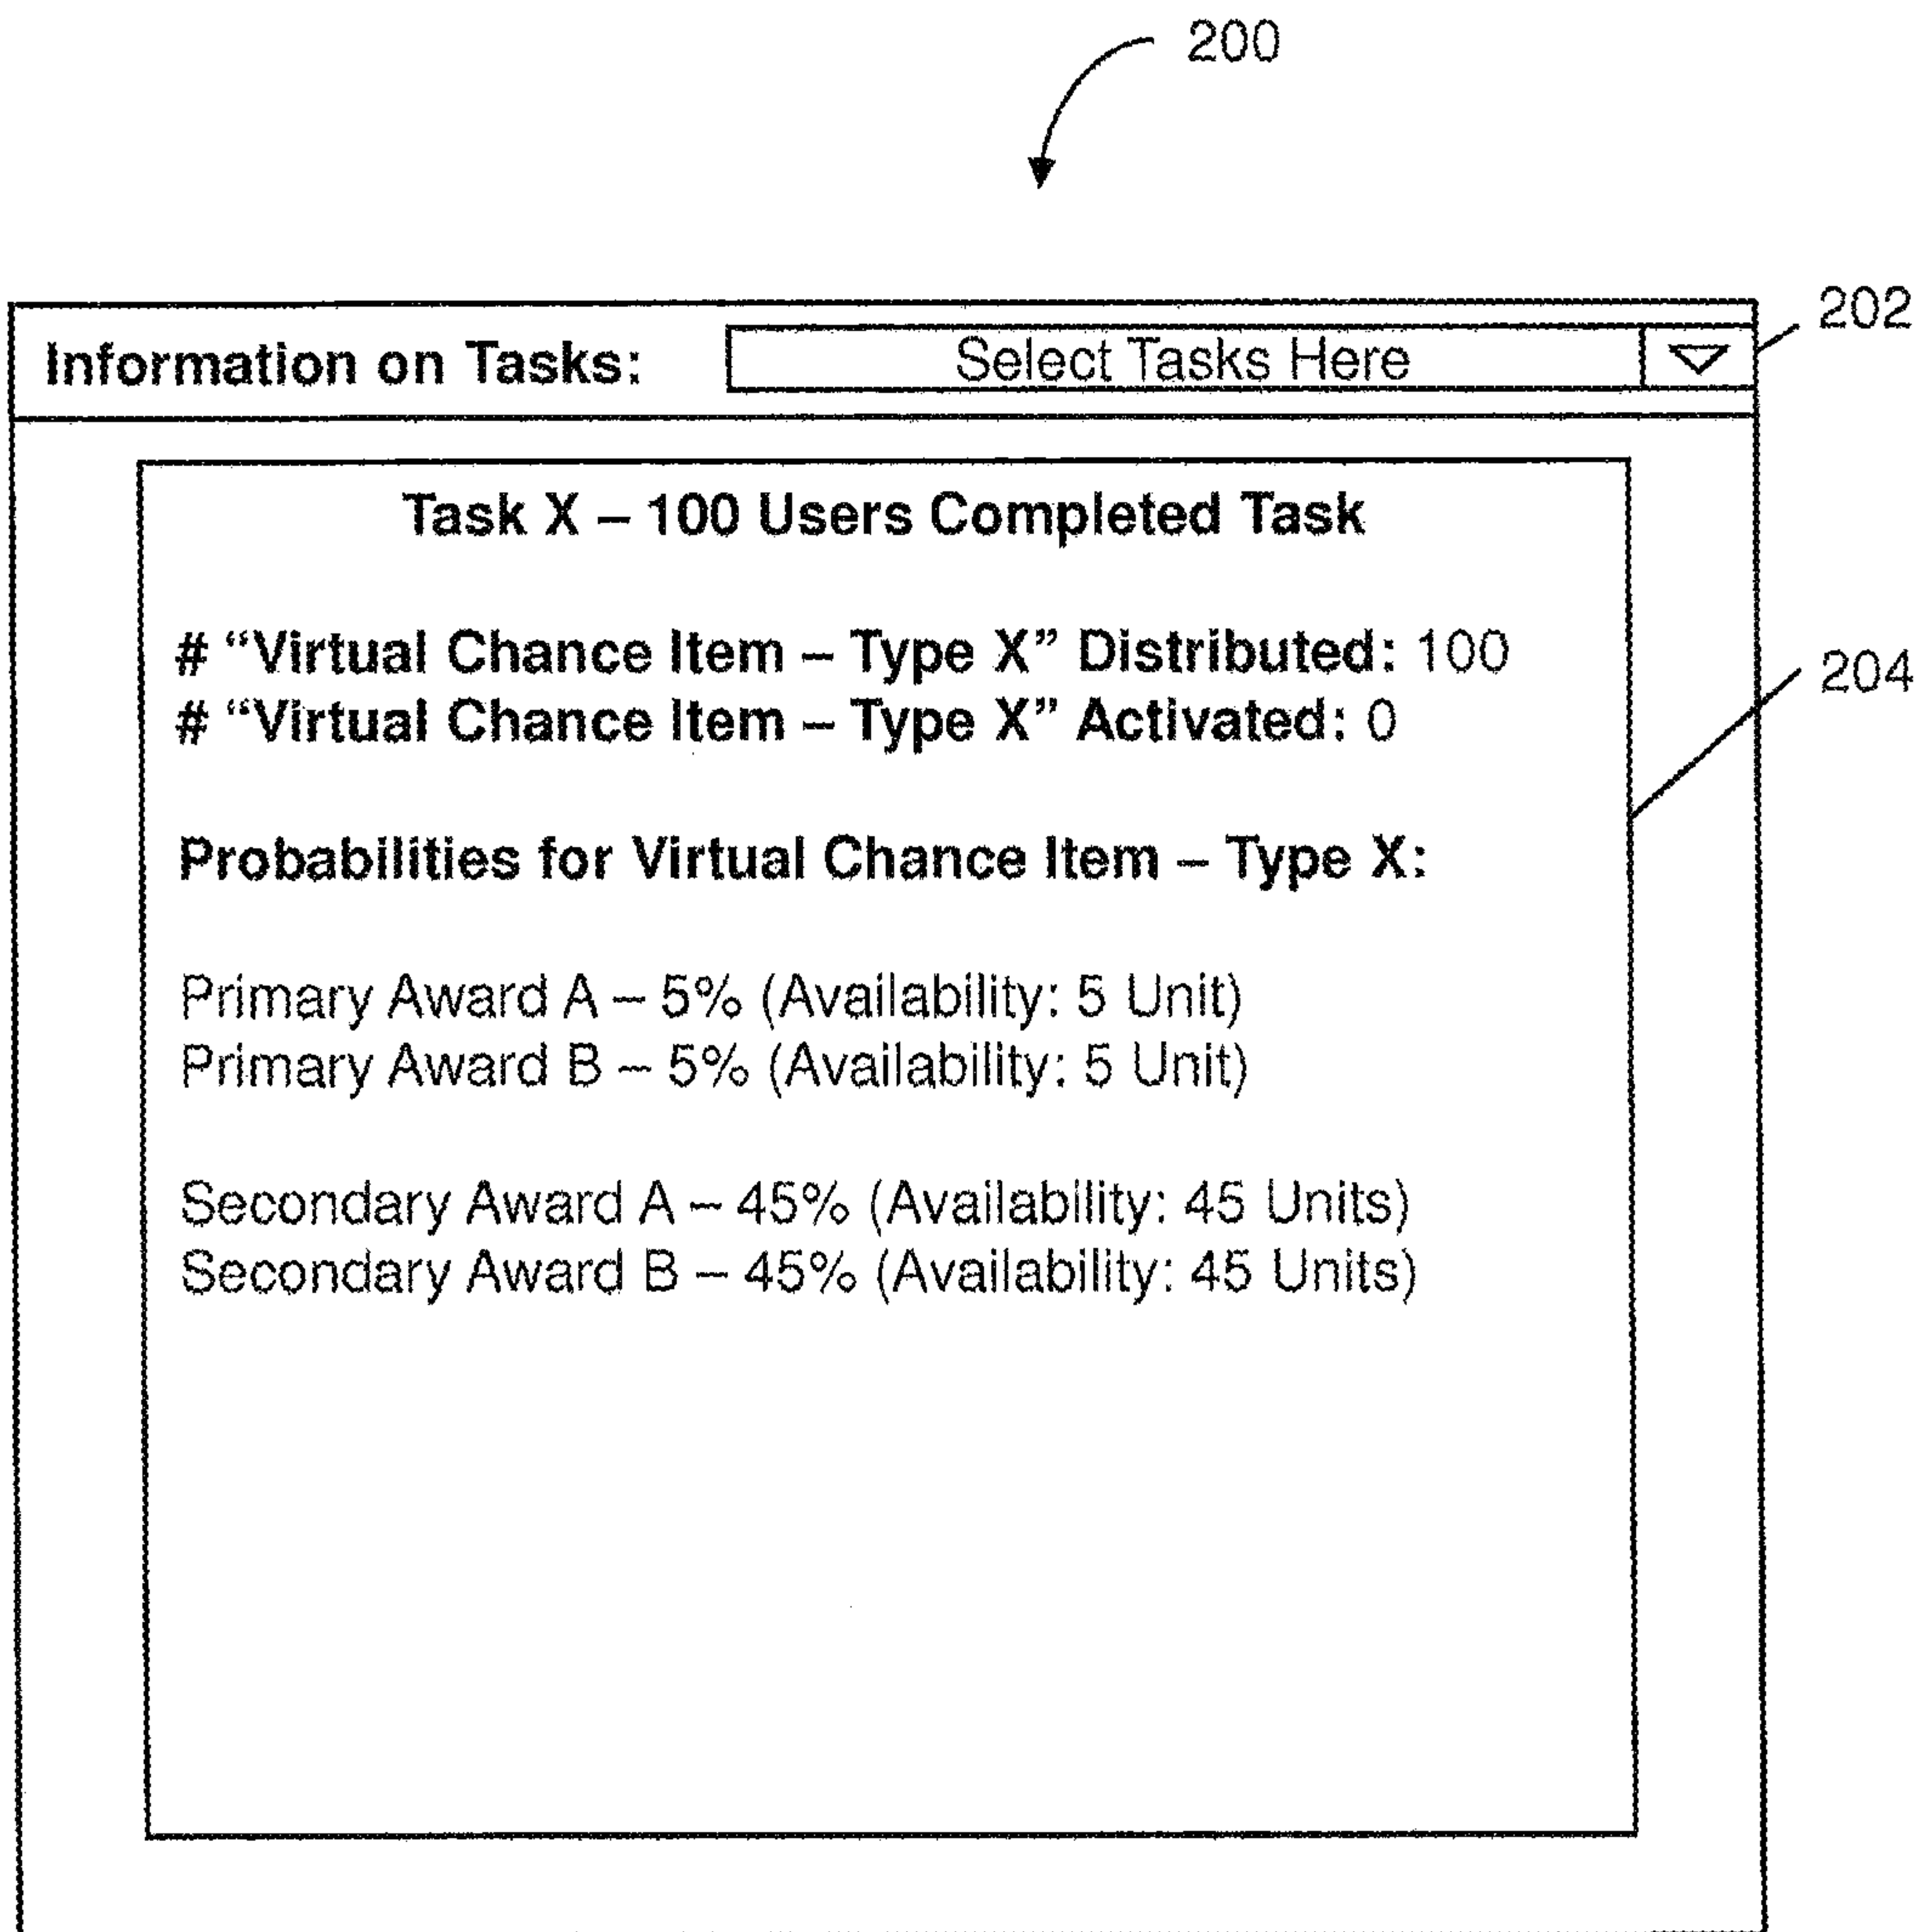 200
202
Information on Tasks: Select Tasks Here
Task X – 100 Users Completed Task
# “Virtual Chance Item – Type X” Distributed: 100
204
# “Virtual Chance Item – Type X” Activated: 0
Probabilities for Virtual Chance Item – Type X:
Primary Award A – 5% (Availability: 5 Unit)
Primary Award B – 5% (Availability: 5 Unit)
Secondary Award A – 45% (Availability: 45 Units)
Secondary Award B – 45% (Availability: 45 Units)